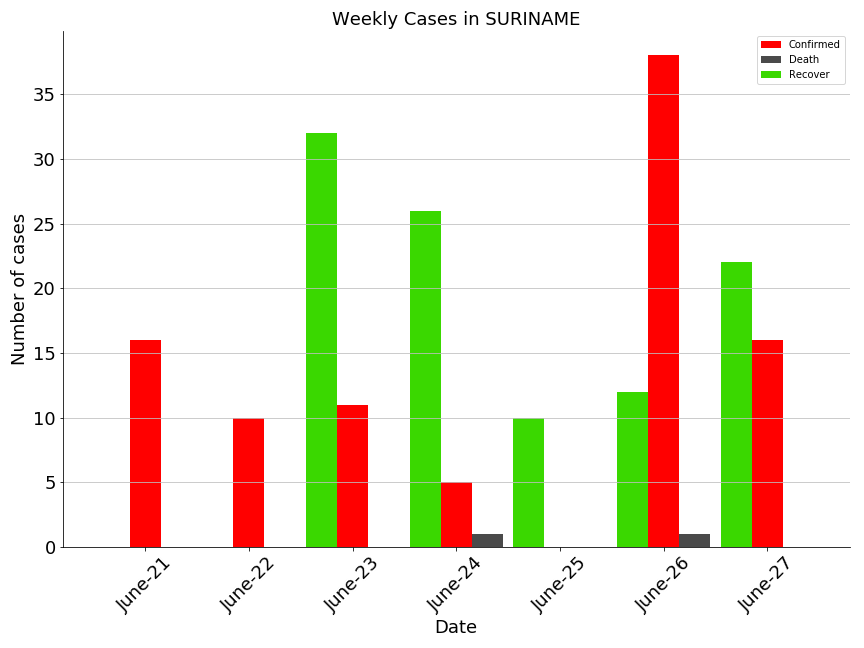 Weekly Cases in SURINAME
Confirmed
Death
Recover
Number of cases
35
30
25
20
15
10
5
0
June-21
June-22
June-23
June-24
June-25
June-26
June-27
Date